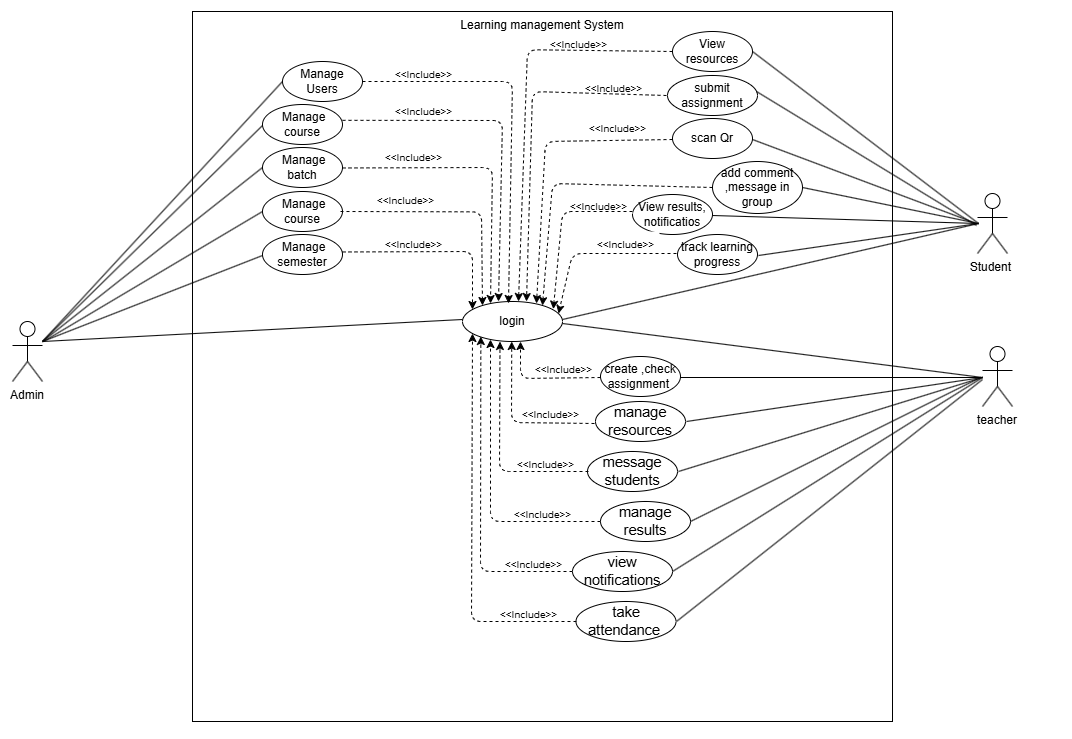 Learning management System
<<Include>>
View
resources
Manage
Users
<<Include>>
<<Include>>
submit
assignment
Manage
course
<<Include>>
<<Include>>
scan Qr
Manage
batch
<<Include>>
add comment
,message in
group
Manage
course
<<Include>>
<<Include>>
View results,
notificatios
Manage
semester
<<Include>>
<<Include>>
track learning
progress
Student
login
Admin
<<Include>>
create ,check
assignment
teacher
<<Include>>
manage
resources
<<Include>>
message
students
<<Include>>
manage
results
<<Include>>
view
notifications
<<Include>>
take
attendance